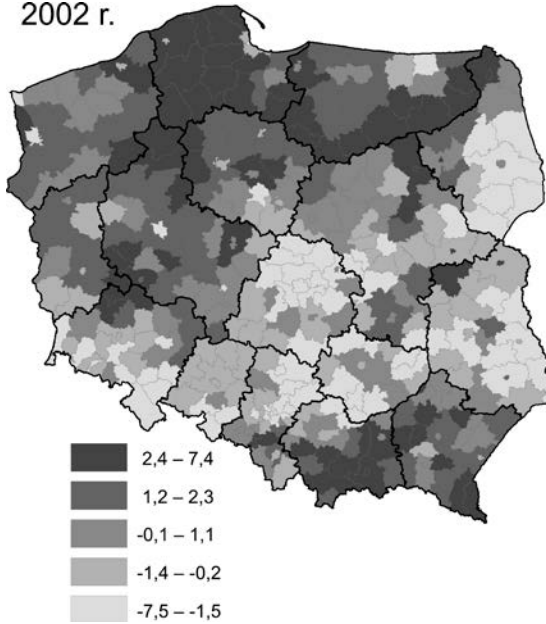 2002 r.
2,4 – 7,4
1,2 – 2,3
-0,1 – 1,1
-1,4 – -0,2
-7,5 – -1,5